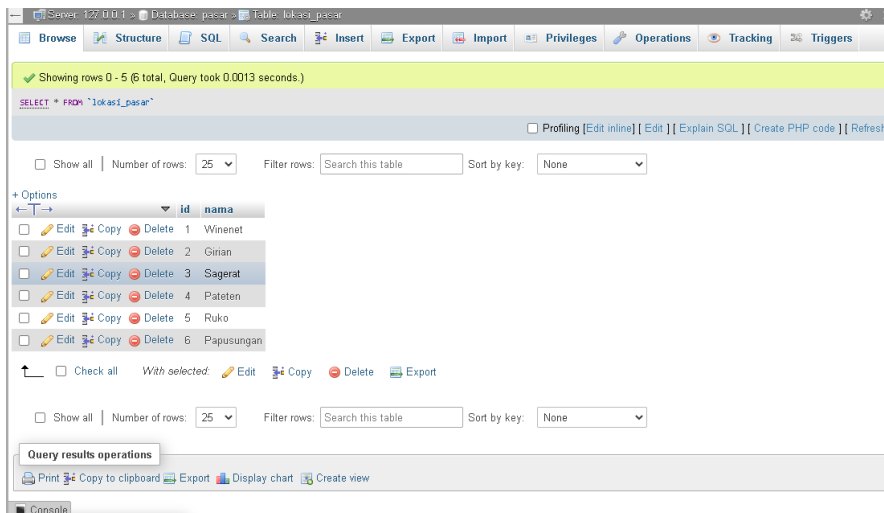 Server: 127.0.0.1 » Database: pasar » Table: lokasi_pasar
Browse Structure SQL Search Insert Export Import Privileges Operations Tracking Triggers
Showing rows 0 - 5 (6 total, Query took 0.0013 seconds.)
SELECT * FROM `lokasi_pasar`
Profiling [Edit inline] [ Edit ] [ Explain SQL ] [ Create PHP code ] [ Refresh
Show all | Number of rows: 25 Filter rows: Search this table Sort by key: None
+ Options
←T→ id nama
Edit Copy Delete 1 Winenet
Edit Copy Delete 2 Girian
Edit Copy Delete 3 Sagerat
Edit Copy Delete 4 Pateten
Edit Copy Delete 5 Ruko
Edit Copy Delete 6 Papusungan
Check all With selected: Edit Copy Delete Export
Show all | Number of rows: 25 Filter rows: Search this table Sort by key: None
Query results operations
Print Copy to clipboard Export Display chart Create view
Console